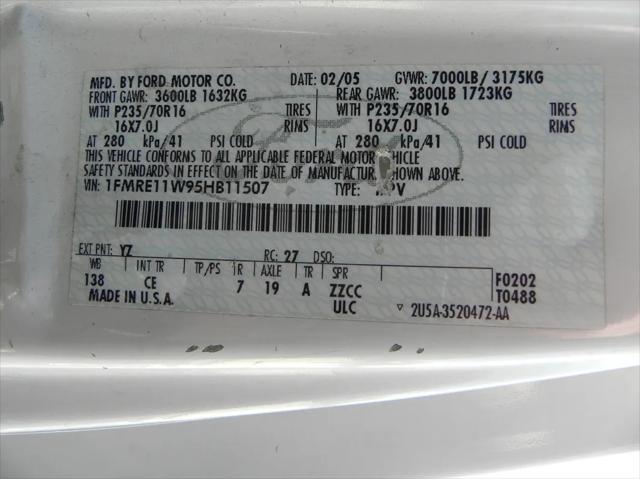 MFD. BY FORD MOTOR CO. DATE: 02/05 GVWR: 7000LB/ 3175KG
FRONT GAWR: 3600LB 1632KG REAR GAWR: 3800LB 1723KG
WITH P235/70R16 TIRES WITH P235/70R16 TIRES
16X7.0J RIMS 16X7.0J RIMS
AT 280 kPa/41 PSI COLD AT 280 kPa/41 PSI COLD
THIS VEHICLE CONFORMS TO ALL APPLICABLE FEDERAL MOTOR VEHICLE
SAFETY STANDARDS IN EFFECT ON THE DATE OF MANUFACTUR SHOWN ABOVE.
VIN: 1FMRE11W95HB11507 TYPE: MPV
EXT PNT: YZ RC: 27 DSO:
WB INT TR TP/PS R AXLE TR SPR F0202
138 CE 7 19 A ZZCC T0488
MADE IN U.S.A. ULC ▽ 2U5A-3520472-AA